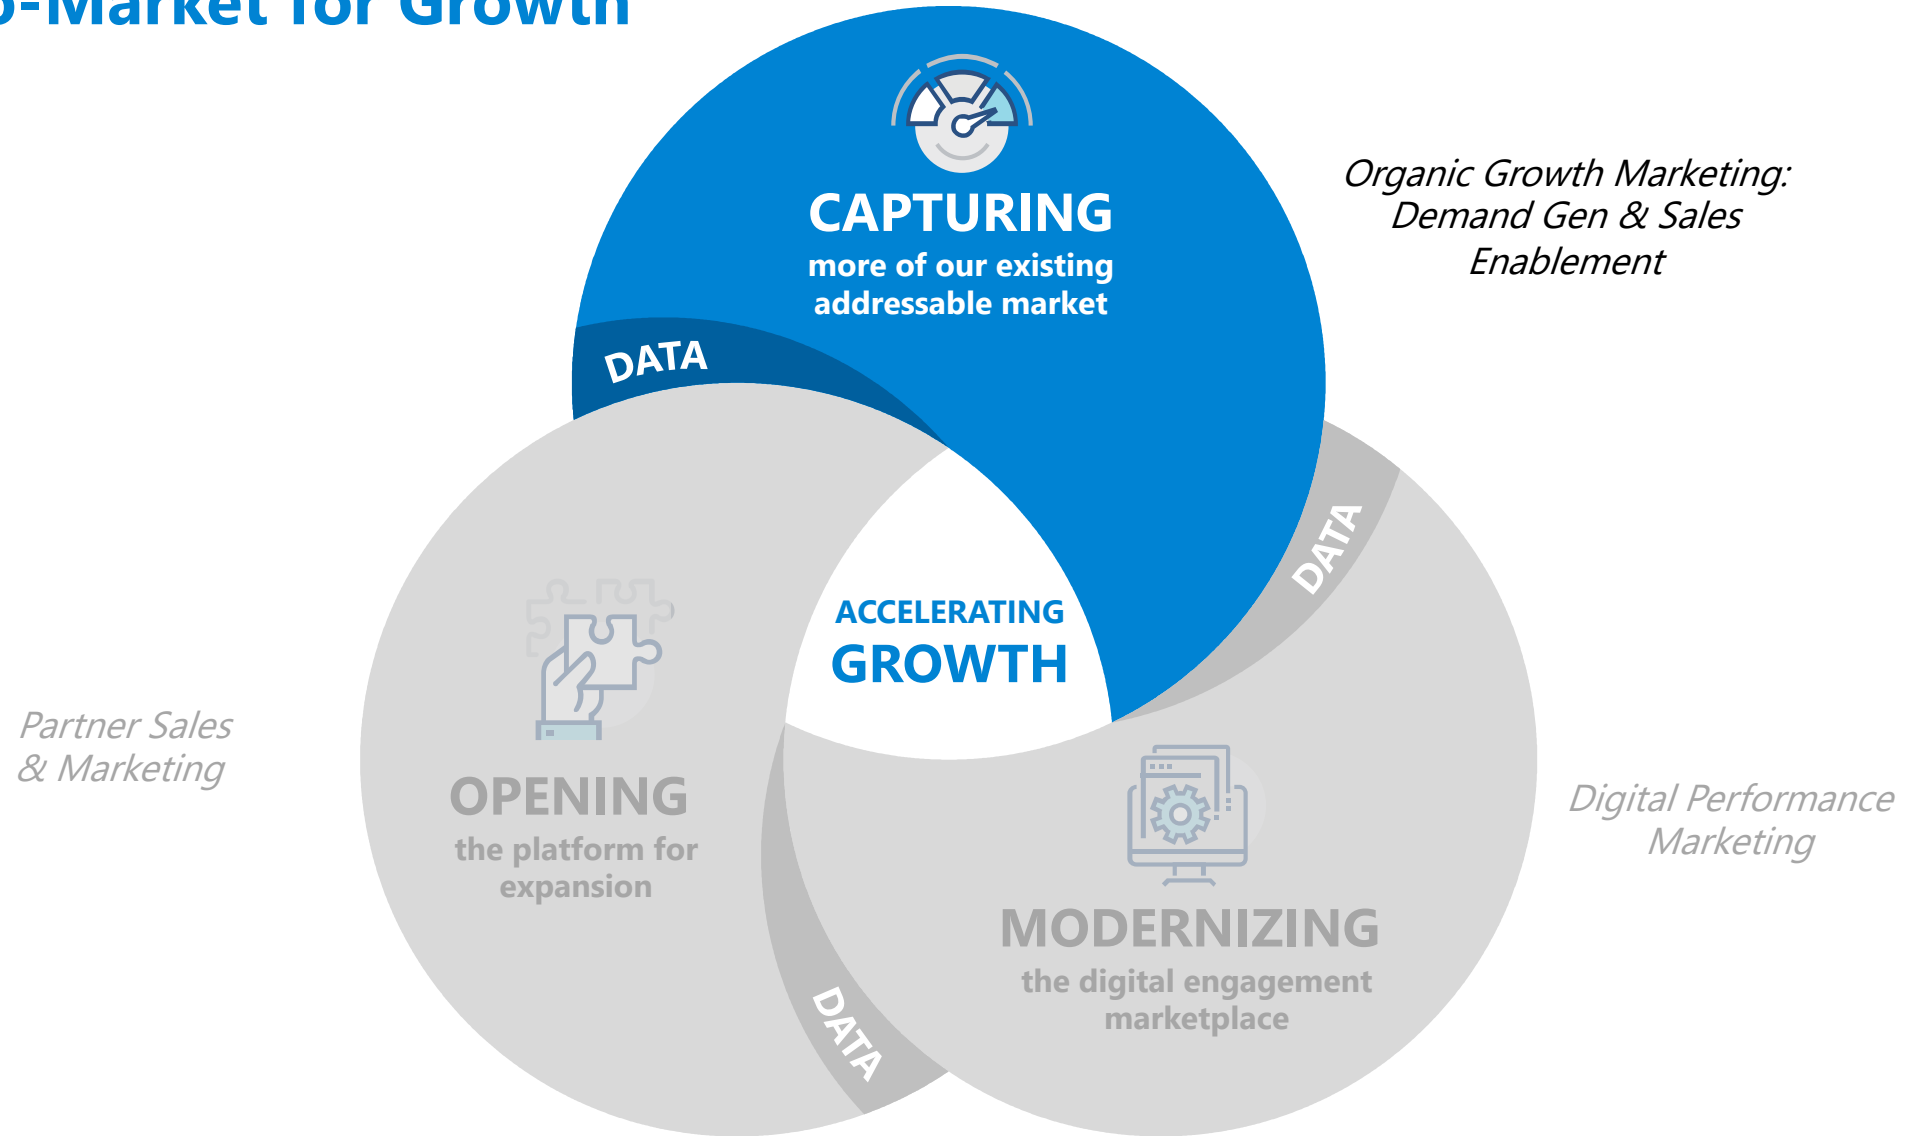 o-Market for Growth
CAPTURING
more of our existing
addressable market
Organic Growth Marketing:
Demand Gen & Sales
Enablement
DATA
DATA
ACCELERATING
GROWTH
Partner Sales
& Marketing
OPENING
the platform for
expansion
Digital Performance
Marketing
MODERNIZING
the digital engagement
marketplace
DATA